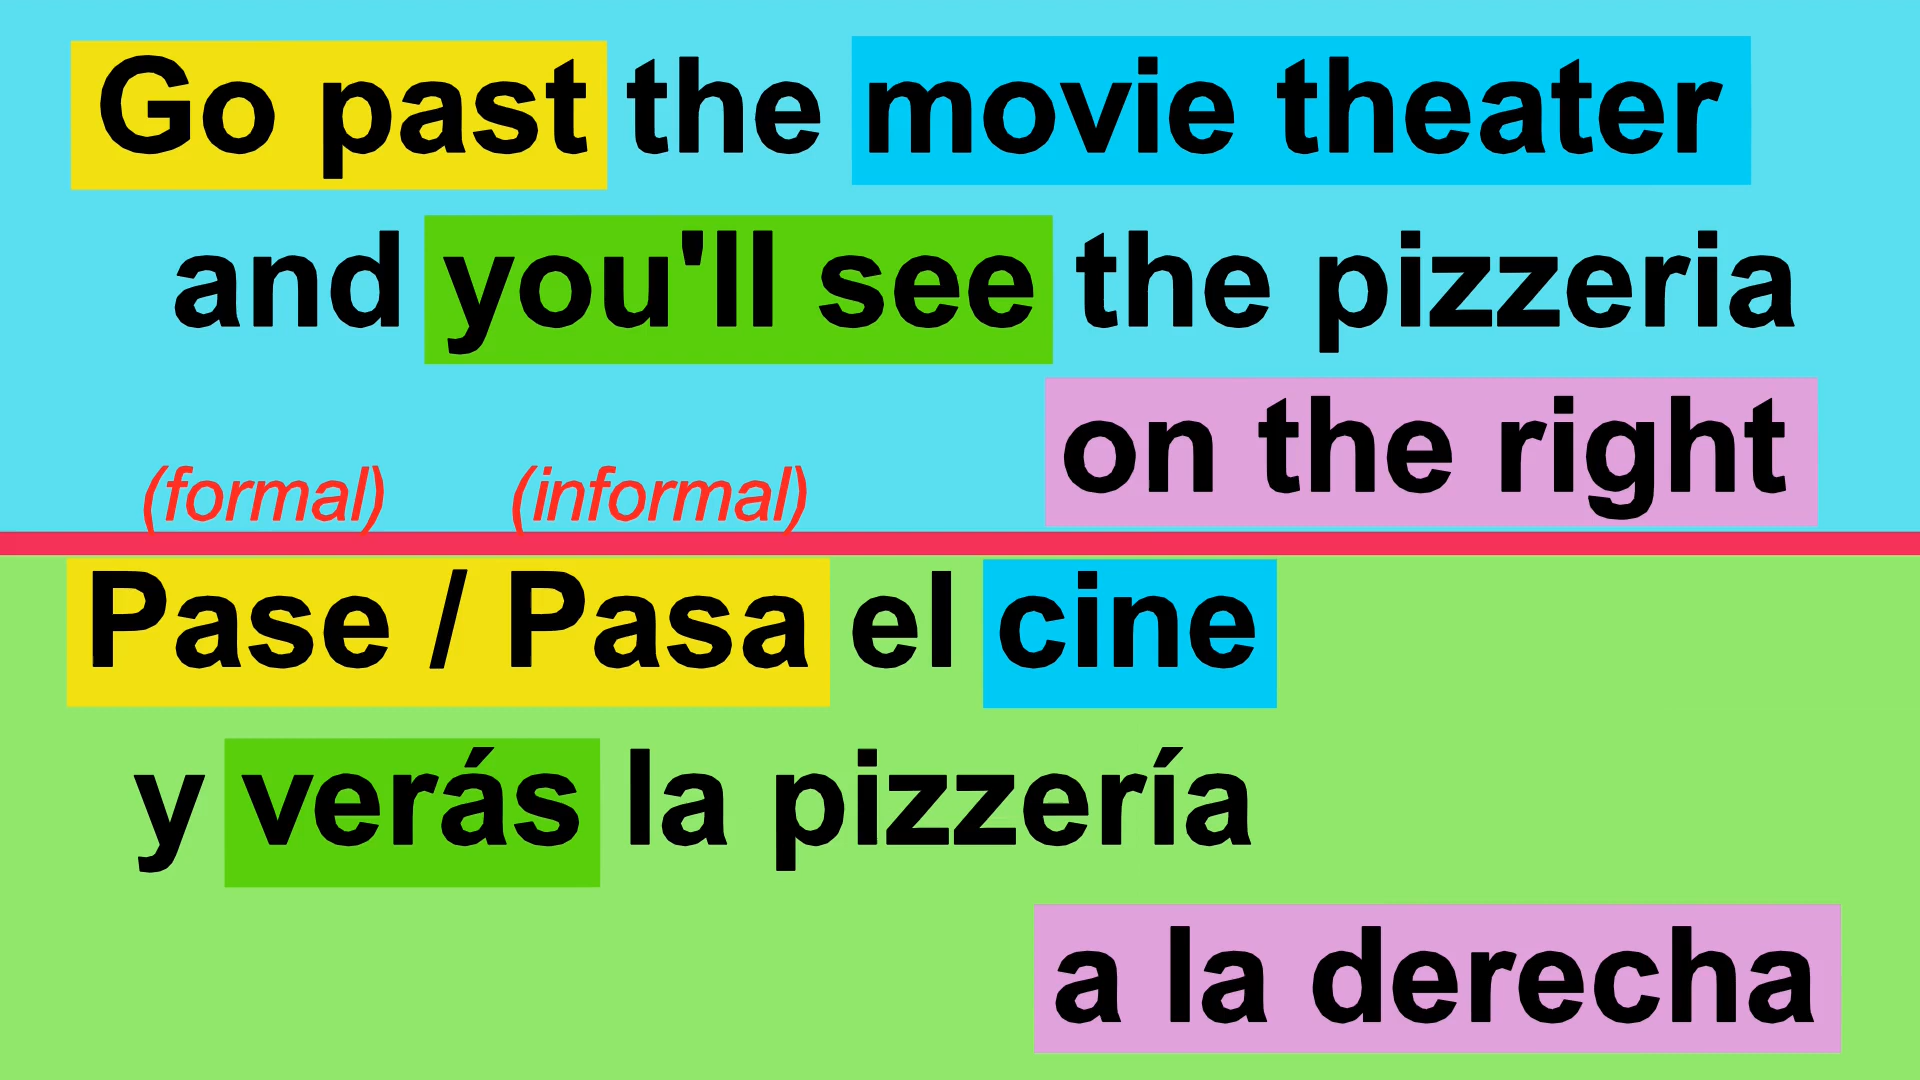 Go past the movie theater
and you'll see the pizzeria
on the right
(formal) (informal)
Pase / Pasa el cine
y verás la pizzería
a la derecha